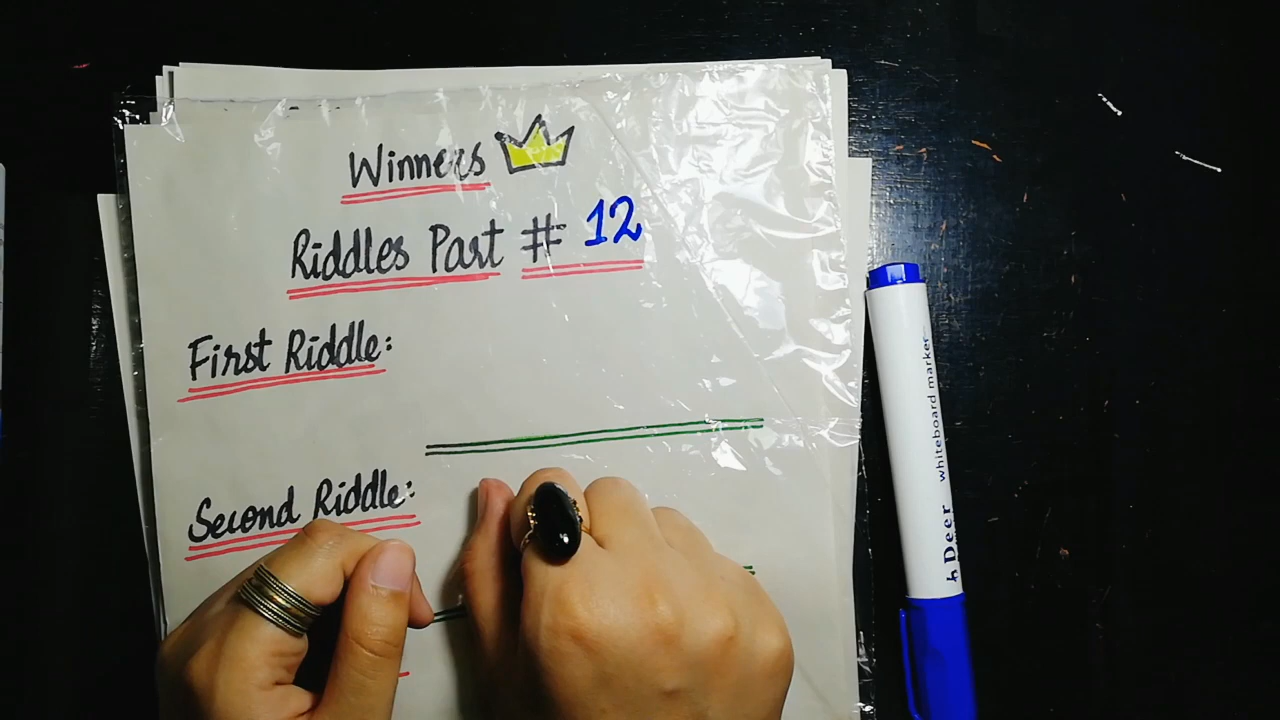 Winners
Riddles Part # 12
First Riddle:
Second Riddle:
Deer whiteboard marker